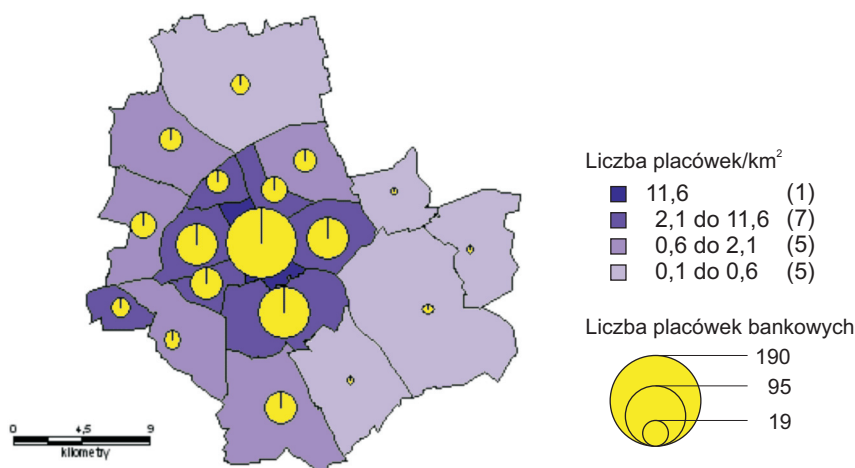 Liczba placówek/km²
11,6 (1)
2,1 do 11,6 (7)
0,6 do 2,1 (5)
0,1 do 0,6 (5)
Liczba placówek bankowych
190
95
19
0 4,5 9
kilometry